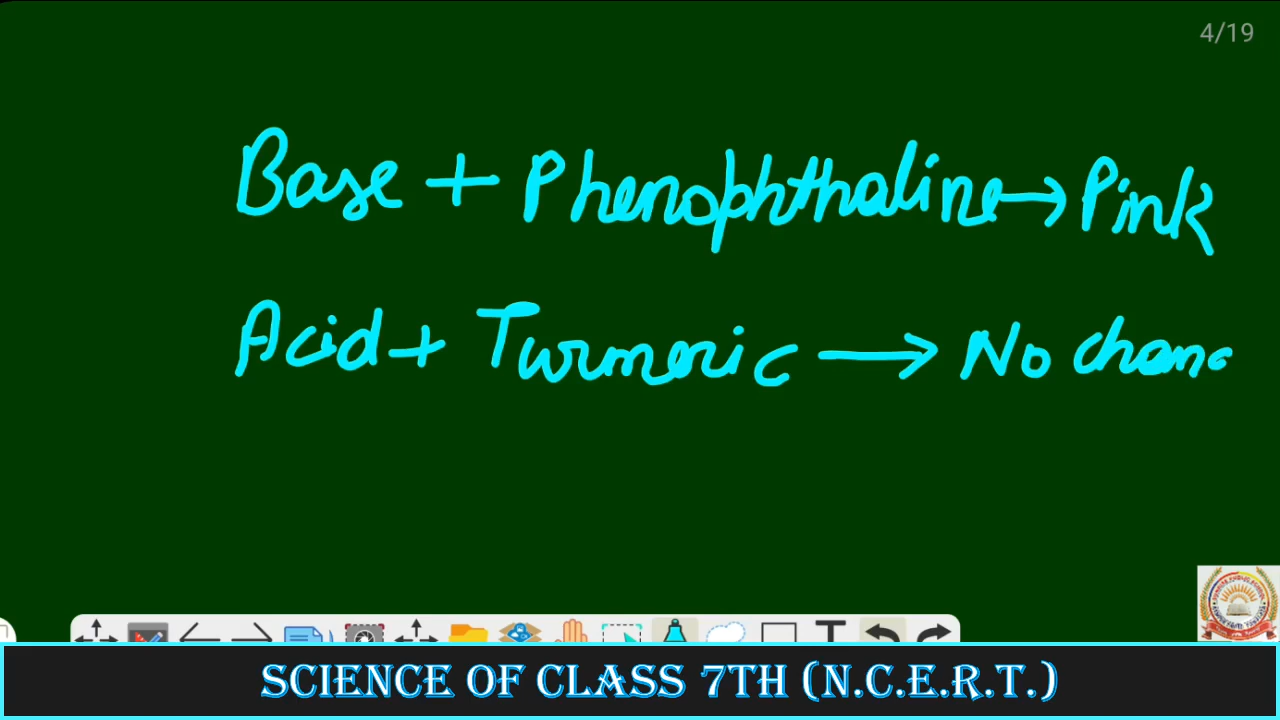 4/19
Base + Phenophthaline → Pink
Acid + Turmeric → No chang
SCIENCE OF CLASS 7TH (N.C.E.R.T.)